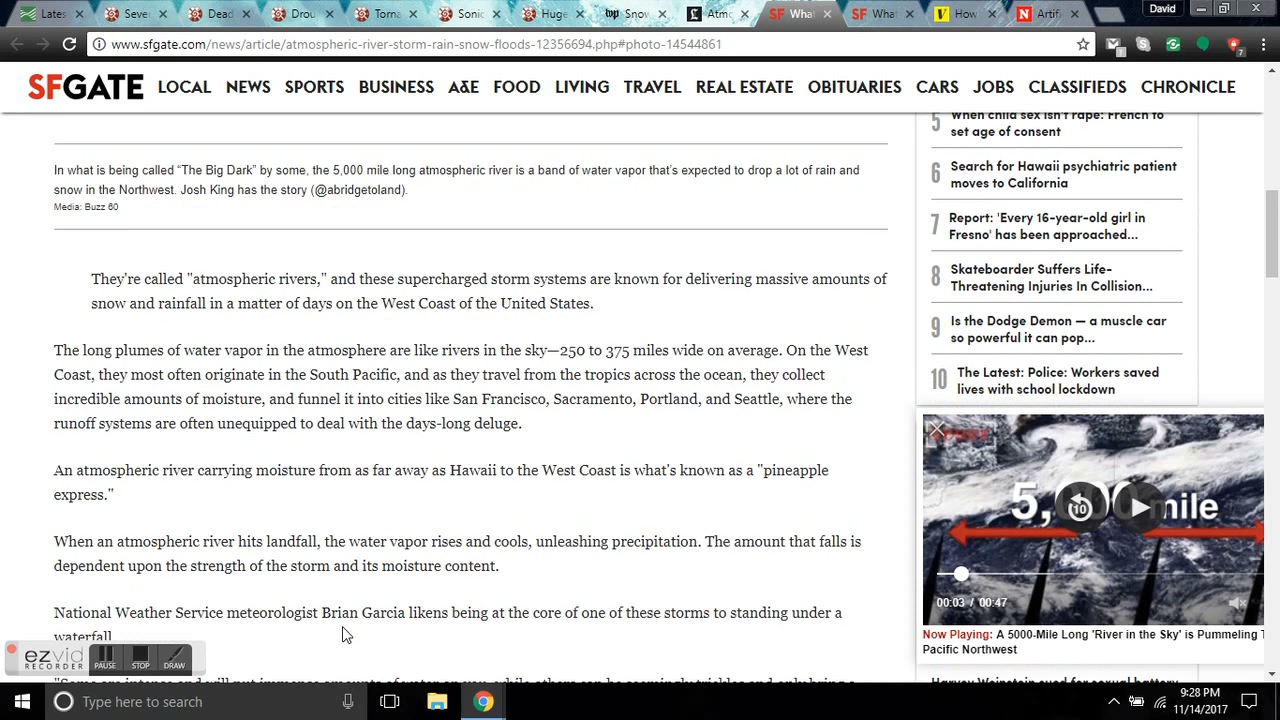 Lates
Sever
Dead
Drou
Torna
Sonic
Huge
Snow
Atmo
What
What
How
Artifi
David
www.sfgate.com/news/article/atmospheric-river-storm-rain-snow-floods-12356694.php#photo-14544861
SFGATE LOCAL NEWS SPORTS BUSINESS A&E FOOD LIVING TRAVEL REAL ESTATE OBITUARIES CARS JOBS CLASSIFIEDS CHRONICLE
In what is being called “The Big Dark” by some, the 5,000 mile long atmospheric river is a band of water vapor that’s expected to drop a lot of rain and
snow in the Northwest. Josh King has the story (@abridgetoland).
Media: Buzz 60
They're called "atmospheric rivers," and these supercharged storm systems are known for delivering massive amounts of
snow and rainfall in a matter of days on the West Coast of the United States.
The long plumes of water vapor in the atmosphere are like rivers in the sky—250 to 375 miles wide on average. On the West
Coast, they most often originate in the South Pacific, and as they travel from the tropics across the ocean, they collect
incredible amounts of moisture, and funnel it into cities like San Francisco, Sacramento, Portland, and Seattle, where the
runoff systems are often unequipped to deal with the days-long deluge.
An atmospheric river carrying moisture from as far away as Hawaii to the West Coast is what's known as a "pineapple
express."
When an atmospheric river hits landfall, the water vapor rises and cools, unleashing precipitation. The amount that falls is
dependent upon the strength of the storm and its moisture content.
National Weather Service meteorologist Brian Garcia likens being at the core of one of these storms to standing under a
waterfall.
5 When child sex isn't rape: French to
set age of consent
6 Search for Hawaii psychiatric patient
moves to California
7 Report: 'Every 16-year-old girl in
Fresno' has been approached...
8 Skateboarder Suffers Life-
Threatening Injuries In Collision...
9 Is the Dodge Demon — a muscle car
so powerful it can pop...
10 The Latest: Police: Workers saved
lives with school lockdown
mile
10
00:03 / 00:47
Now Playing: A 5000-Mile Long 'River in the Sky' is Pummeling
Pacific Northwest
ezvid
RECORDER
PAUSE STOP DRAW
Type here to search
9:28 PM
11/14/2017